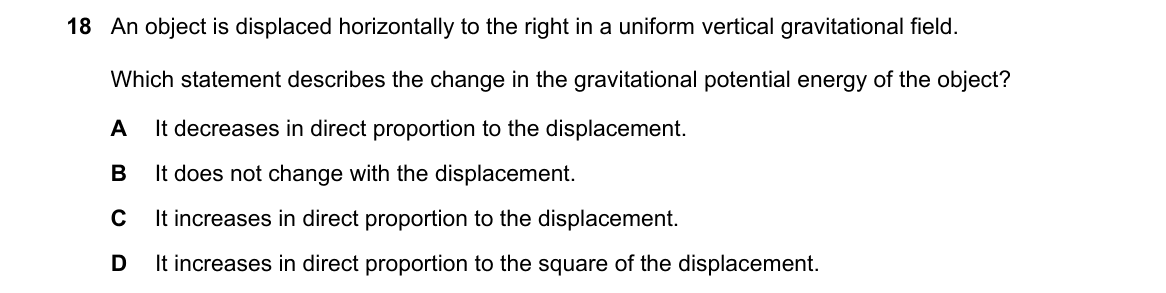 18 An object is displaced horizontally to the right in a uniform vertical gravitational field.
Which statement describes the change in the gravitational potential energy of the object?
A It decreases in direct proportion to the displacement.
B It does not change with the displacement.
C It increases in direct proportion to the displacement.
D It increases in direct proportion to the square of the displacement.